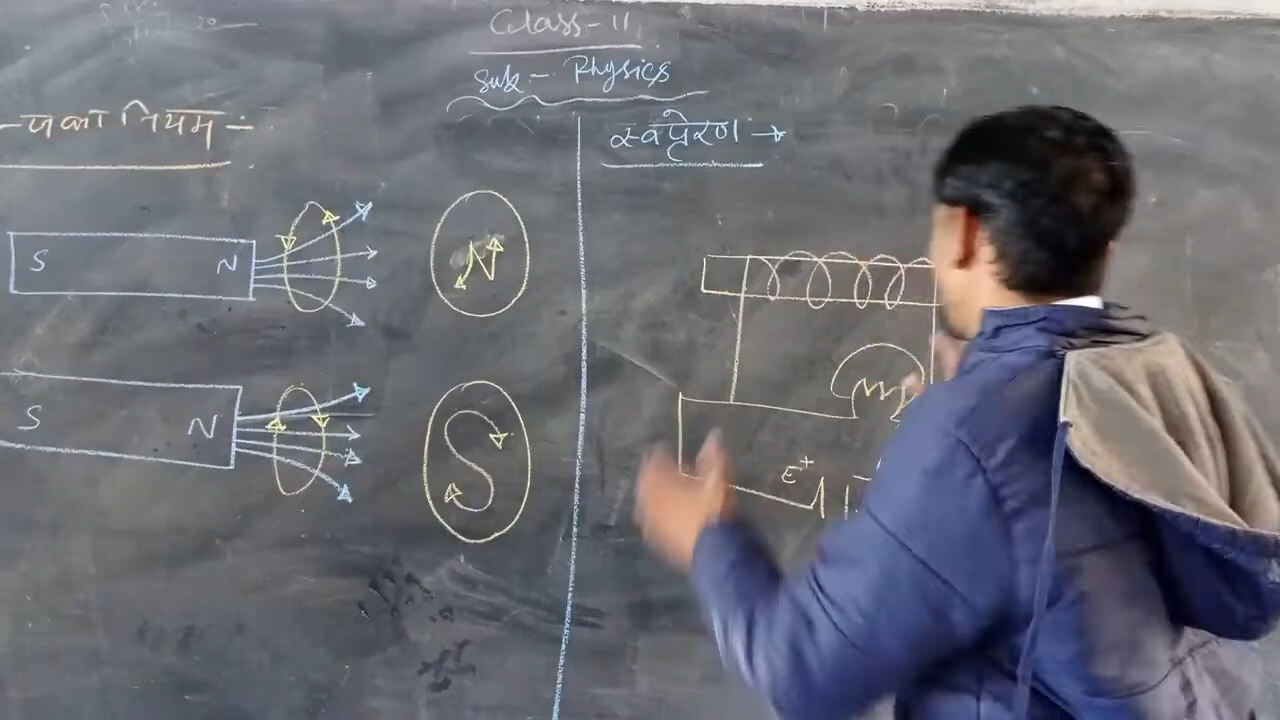 Class-11
Sub- Physics
नियम -
स्वप्रेरण →
S N
N
S N
S
E+